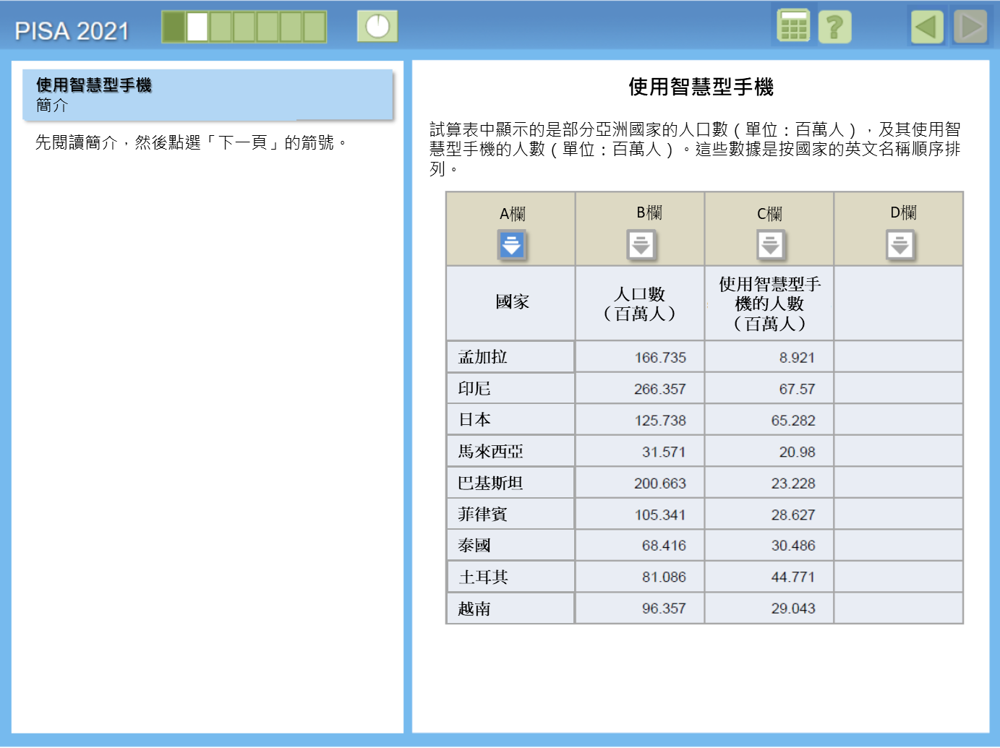 PISA 2021
?
使用智慧型手機
簡介
先閱讀簡介，然後點選「下一頁」的箭號。
使用智慧型手機
試算表中顯示的是部分亞洲國家的人口數（單位：百萬人），及其使用智
慧型手機的人數（單位：百萬人）。這些數據是按國家的英文名稱順序排
列。
A欄 B欄 C欄 D欄
國家 人口數（百萬人） 使用智慧型手機的人數（百萬人）
孟加拉 166.735 8.921
印尼 266.357 67.57
日本 125.738 65.282
馬來西亞 31.571 20.98
巴基斯坦 200.663 23.228
菲律賓 105.341 28.627
泰國 68.416 30.486
土耳其 81.086 44.771
越南 96.357 29.043